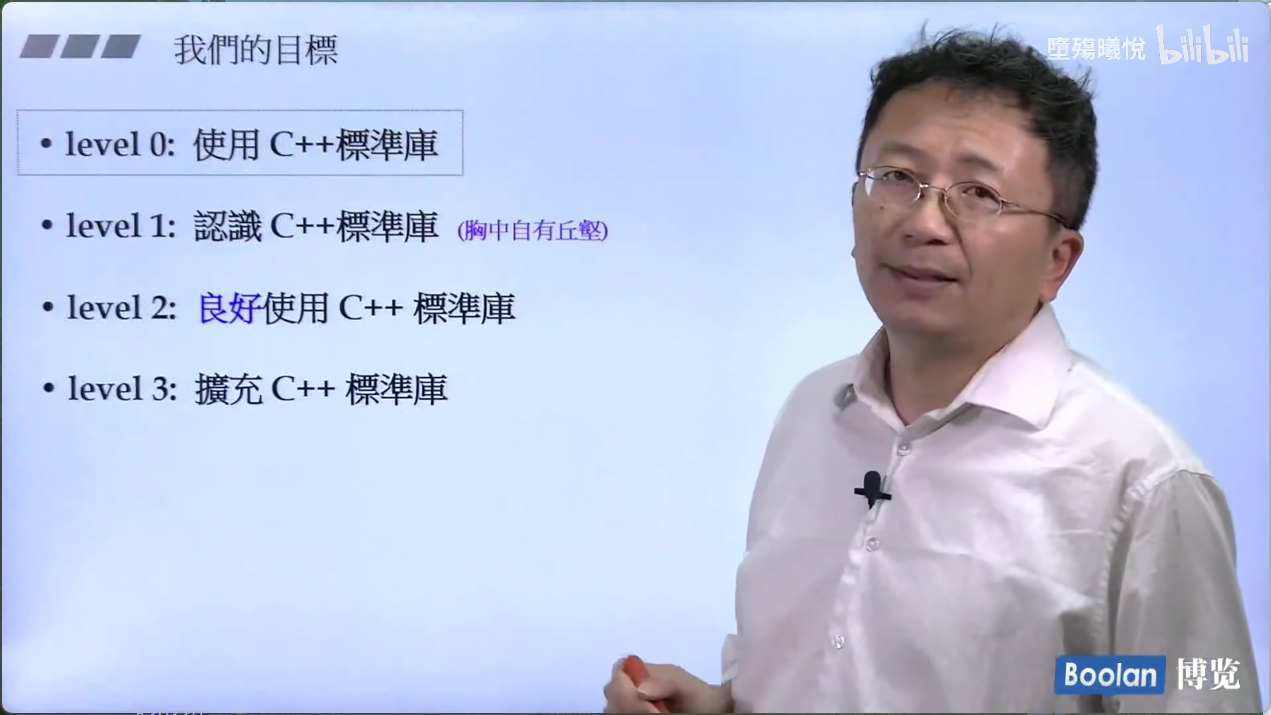 我們的目標
墮殤曦悅 bilibili
• level 0: 使用 C++標準庫
• level 1: 認識 C++標準庫 (胸中自有丘壑)
• level 2: 良好使用 C++ 標準庫
• level 3: 擴充 C++ 標準庫
Boolan 博览